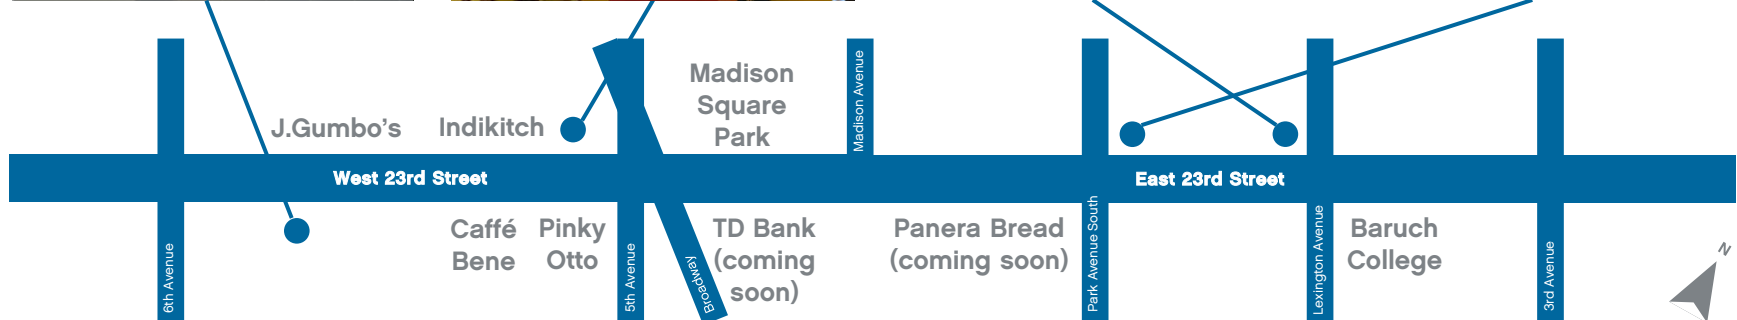 Madison
Square
Park
Madison Avenue
J.Gumbo's
Indikitch
West 23rd Street
East 23rd Street
6th Avenue
Caffé
Bene
Pinky
Otto
5th Avenue
Broadway
TD Bank
(coming
soon)
Panera Bread
(coming soon)
Park Avenue South
Lexington Avenue
Baruch
College
3rd Avenue
N